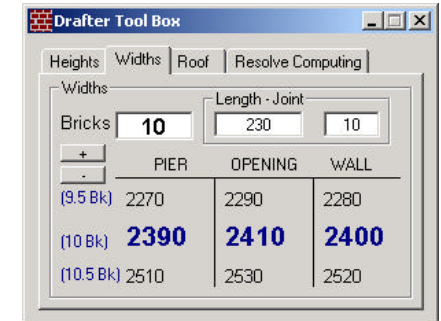 Drafter Tool Box
Heights Widths Roof Resolve Computing
Widths
Length - Joint
Bricks 10 230 10
+
-
PIER OPENING WALL
(9.5 Bk) 2270 2290 2280
(10 Bk) 2390 2410 2400
(10.5 Bk) 2510 2530 2520